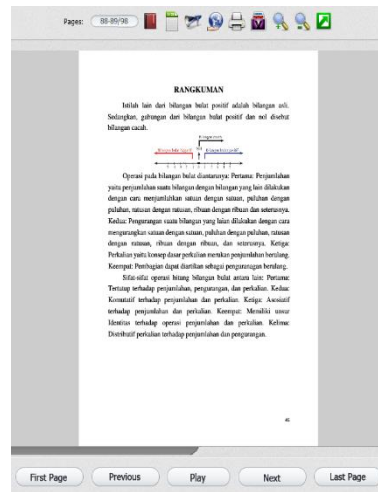 Pages: 88-89/98
RANGKUMAN
Istilah lain dari bilangan bulat positif adalah bilangan asli.
Sedangkan, gabungan dari bilangan bulat positif dan nol disebut
bilangan cacah.
Operasi pada bilangan bulat diantaranya: Pertama: Penjumlahan
yaitu penjumlahan suatu bilangan dengan bilangan yang lain dilakukan
dengan cara menjumlahkan satuan dengan satuan, puluhan dengan
puluhan, ratusan dengan ratusan, ribuan dengan ribuan dan seterusnya.
Kedua: Pengurangan suatu bilangan yang lain dilakukan dengan cara
mengurangkan satuan dengan satuan, puluhan dengan puluhan, ratusan
dengan ratusan, ribuan dengan ribuan, dan seterusnya. Ketiga:
Perkalian yaitu konsep dasar perkalian merukan penjumlahan berulang.
Keempat: Pembagian dapat diartikan sebagai pengurangan berulang.
Sifat-sifat operasi hitung bilangan bulat antara lain: Pertama:
Tertutup terhadap penjumlahan, pengurangan, dan perkalian. Kedua:
Komutatif terhadap penjumlahan dan perkalian. Ketiga: Asosiatif
terhadap penjumlahan dan perkalian. Keempat: Memiliki unsur
Identitas terhadap operasi penjumlahan dan perkalian. Kelima:
Distributif perkalian terhadap penjumlahan dan pengurangan.
First Page Previous Play Next Last Page